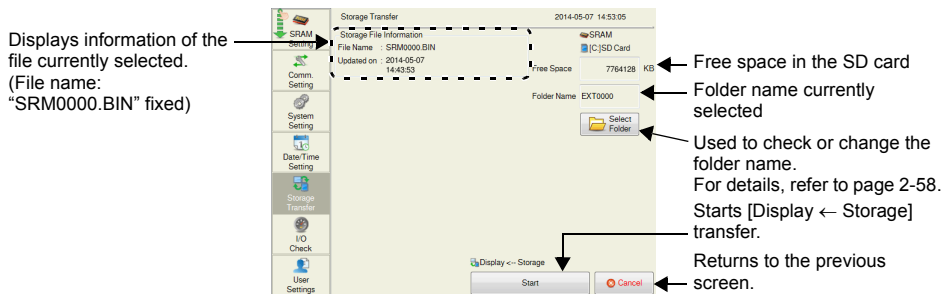 Displays information of the
file currently selected.
(File name:
“SRM0000.BIN” fixed)
SRAM
Setting
Comm.
Setting
System
Setting
Date/Time
Setting
Storage
Transfer
I/O
Check
User
Settings
Storage Transfer
2014-05-07 14:53:05
Storage File Information
File Name : SRM0000.BIN
Updated on : 2014-05-07
14:43:53
SRAM
[C:]SD Card
Free Space 7764128 KB
Folder Name EXT0000
Select
Folder
Display <-- Storage
Start
Cancel
Free space in the SD card
Folder name currently
selected
Used to check or change the
folder name.
For details, refer to page 2-58.
Starts [Display ← Storage]
transfer.
Returns to the previous
screen.